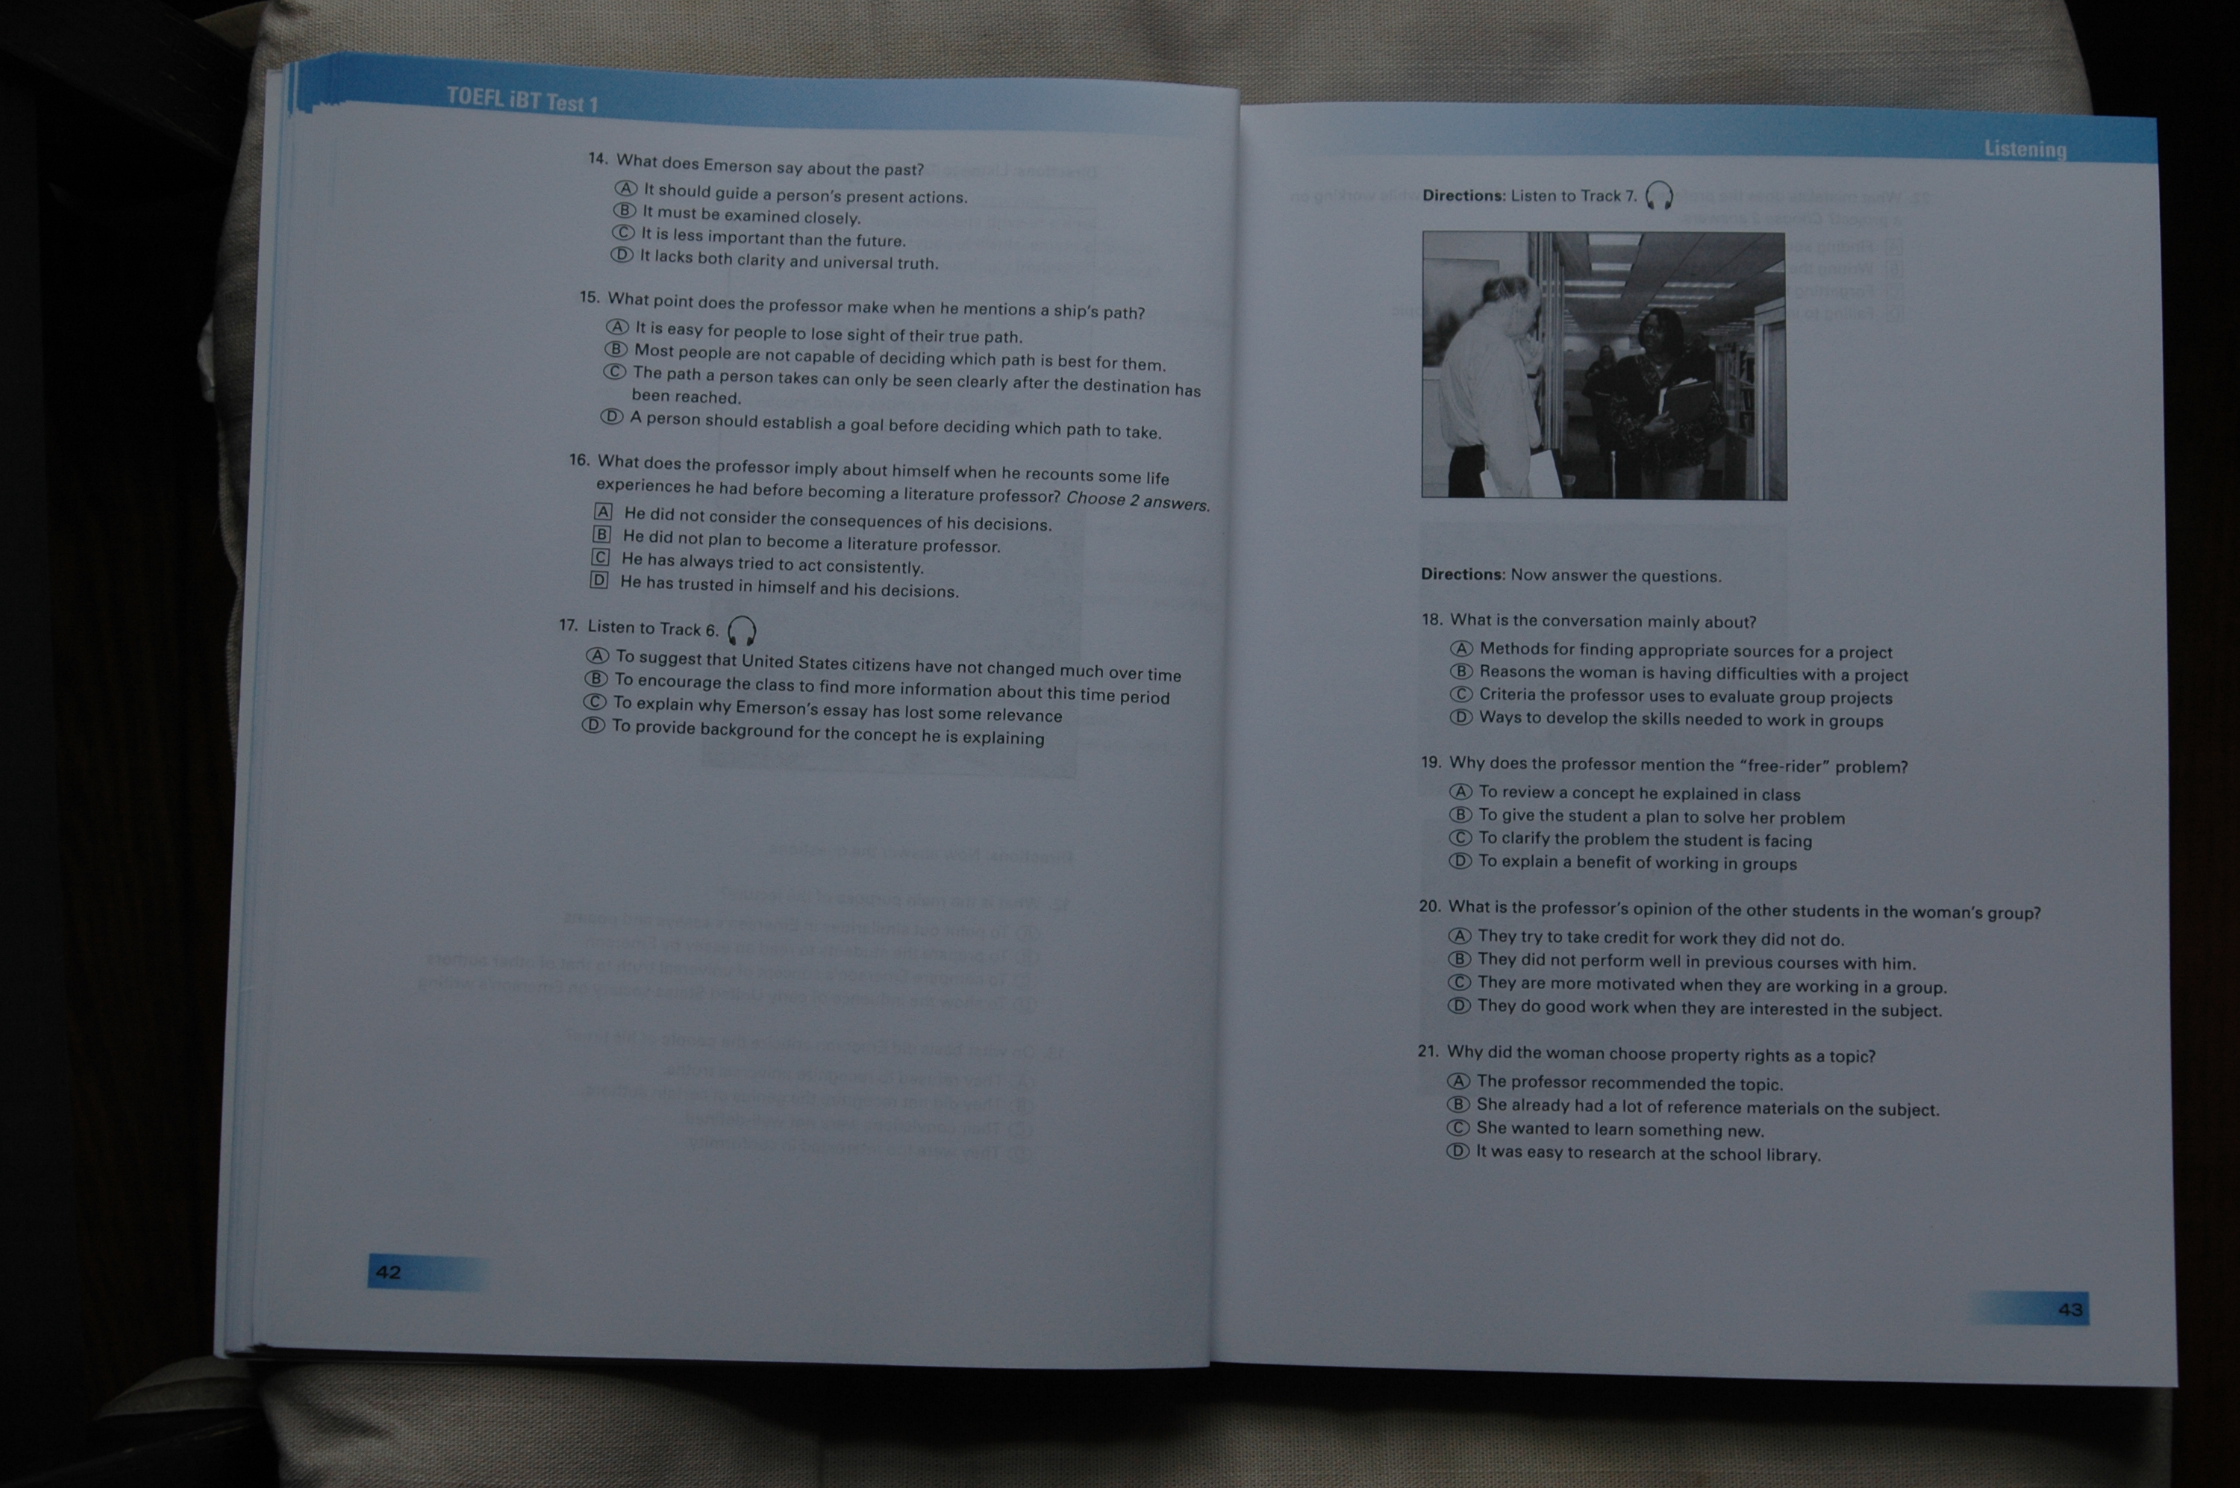 TOEFL iBT Test 1
14. What does Emerson say about the past?
A It should guide a person's present actions.
B It must be examined closely.
C It is less important than the future.
D It lacks both clarity and universal truth.
15. What point does the professor make when he mentions a ship's path?
A It is easy for people to lose sight of their true path.
B Most people are not capable of deciding which path is best for them.
C The path a person takes can only be seen clearly after the destination has
been reached.
D A person should establish a goal before deciding which path to take.
16. What does the professor imply about himself when he recounts some life
experiences he had before becoming a literature professor? Choose 2 answers.
A He did not consider the consequences of his decisions.
B He did not plan to become a literature professor.
C He has always tried to act consistently.
D He has trusted in himself and his decisions.
17. Listen to Track 6.
A To suggest that United States citizens have not changed much over time
B To encourage the class to find more information about this time period
C To explain why Emerson's essay has lost some relevance
D To provide background for the concept he is explaining
42
Listening
Directions: Listen to Track 7.
Directions: Now answer the questions.
18. What is the conversation mainly about?
A Methods for finding appropriate sources for a project
B Reasons the woman is having difficulties with a project
C Criteria the professor uses to evaluate group projects
D Ways to develop the skills needed to work in groups
19. Why does the professor mention the "free-rider" problem?
A To review a concept he explained in class
B To give the student a plan to solve her problem
C To clarify the problem the student is facing
D To explain a benefit of working in groups
20. What is the professor's opinion of the other students in the woman's group?
A They try to take credit for work they did not do.
B They did not perform well in previous courses with him.
C They are more motivated when they are working in a group.
D They do good work when they are interested in the subject.
21. Why did the woman choose property rights as a topic?
A The professor recommended the topic.
B She already had a lot of reference materials on the subject.
C She wanted to learn something new.
D It was easy to research at the school library.
43